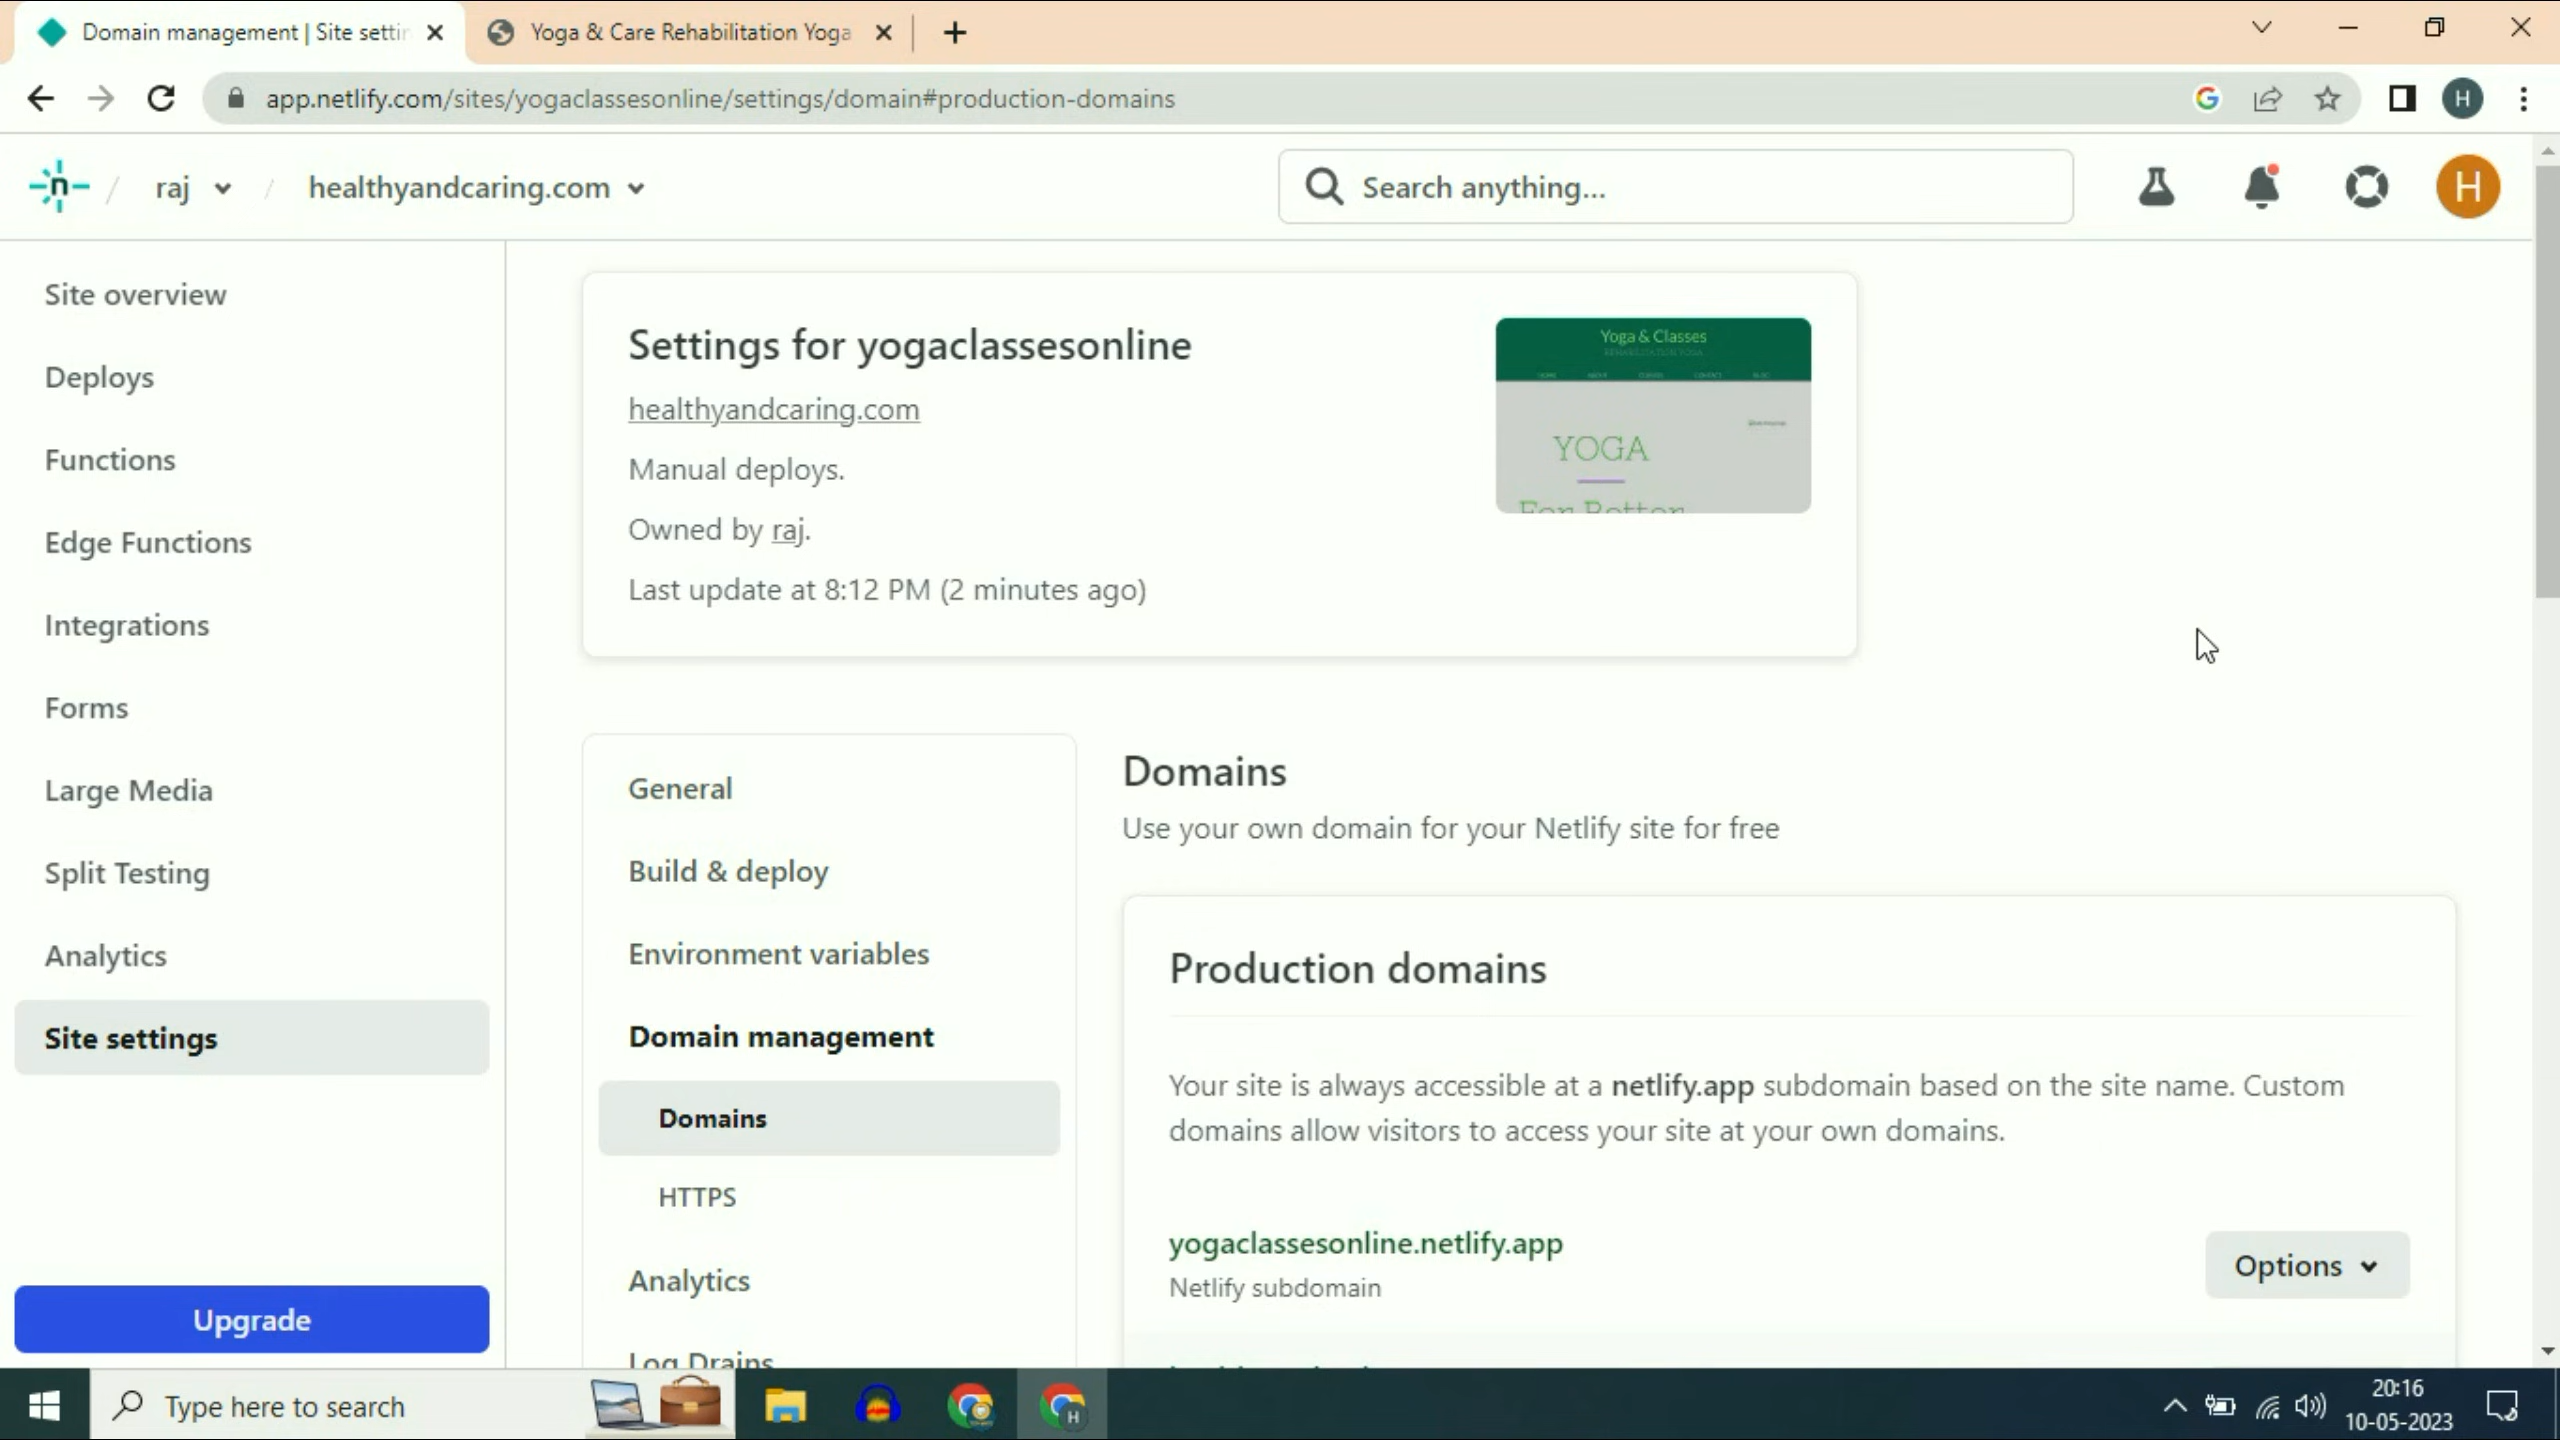 Domain management | Site settin
Yoga & Care Rehabilitation Yoga
app.netlify.com/sites/yogaclassesonline/settings/domain#production-domains
H
n
raj
healthyandcaring.com
Search anything...
H
Site overview
Deploys
Functions
Edge Functions
Integrations
Forms
Large Media
Split Testing
Analytics
Site settings
Upgrade
Settings for yogaclassesonline
healthyandcaring.com
Manual deploys.
Owned by raj.
Last update at 8:12 PM (2 minutes ago)
Yoga & Classes
REHABILITATION YOGA
YOGA
For Better
General
Build & deploy
Environment variables
Domain management
Domains
HTTPS
Analytics
Log Drains
Domains
Use your own domain for your Netlify site for free
Production domains
Your site is always accessible at a netlify.app subdomain based on the site name. Custom
domains allow visitors to access your site at your own domains.
yogaclassesonline.netlify.app
Netlify subdomain
Options
Type here to search
H
20:16
10-05-2023